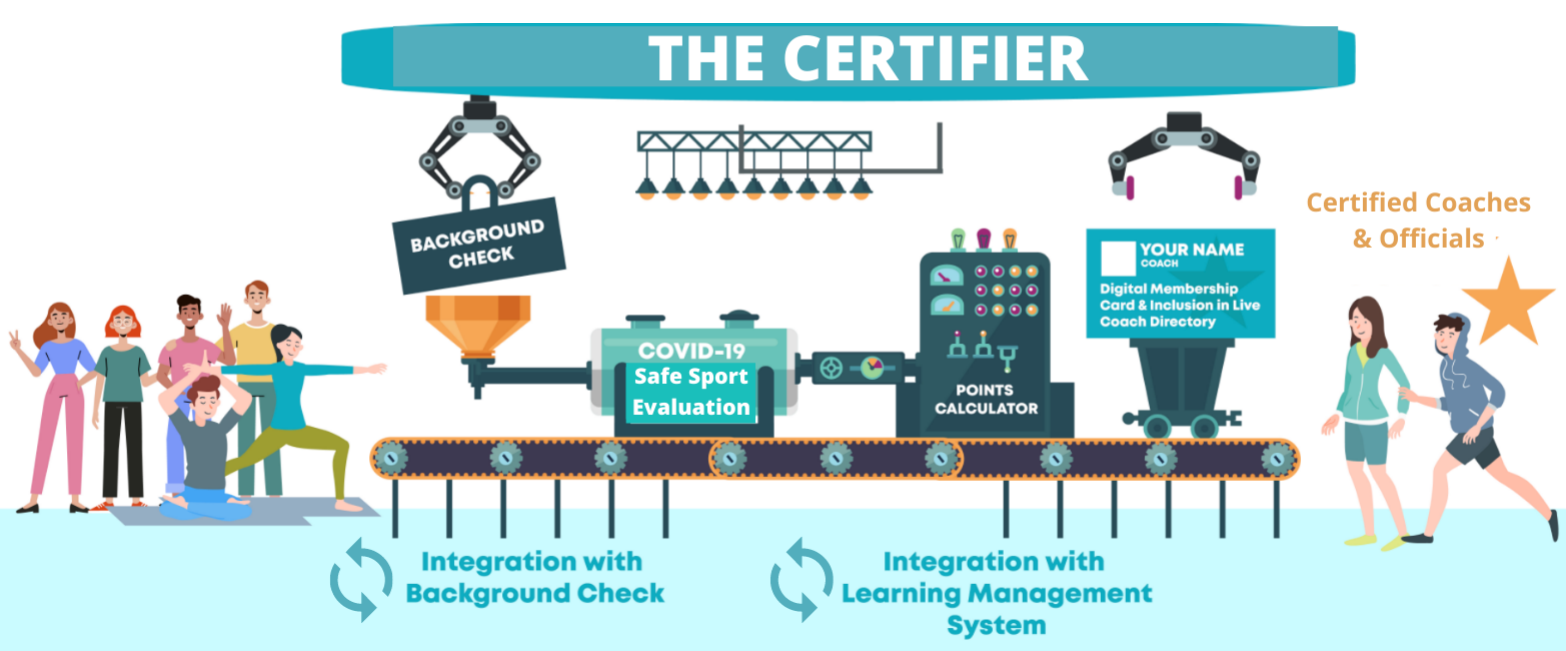 THE CERTIFIER
BACKGROUND
CHECK
COVID-19
Safe Sport
Evaluation
POINTS
CALCULATOR
YOUR NAME
COACH
Digital Membership
Card & Inclusion in Live
Coach Directory
Certified Coaches
& Officials
Integration with
Background Check
Integration with
Learning Management
System